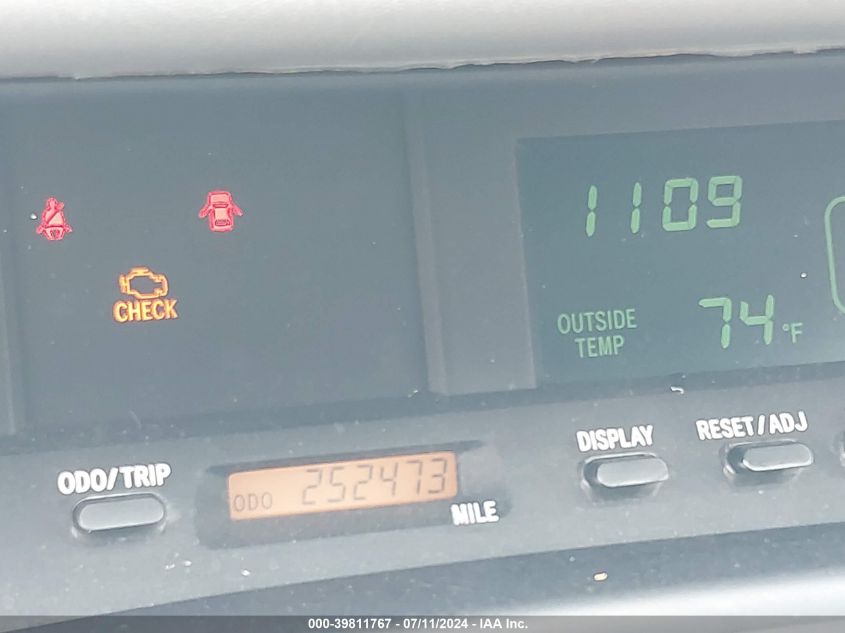 1109
CHECK
OUTSIDE
TEMP
74 °F
DISPLAY
RESET/ADJ
ODO/TRIP
ODO 252473
MILE
000-39811767 - 07/11/2024 - IAA Inc.